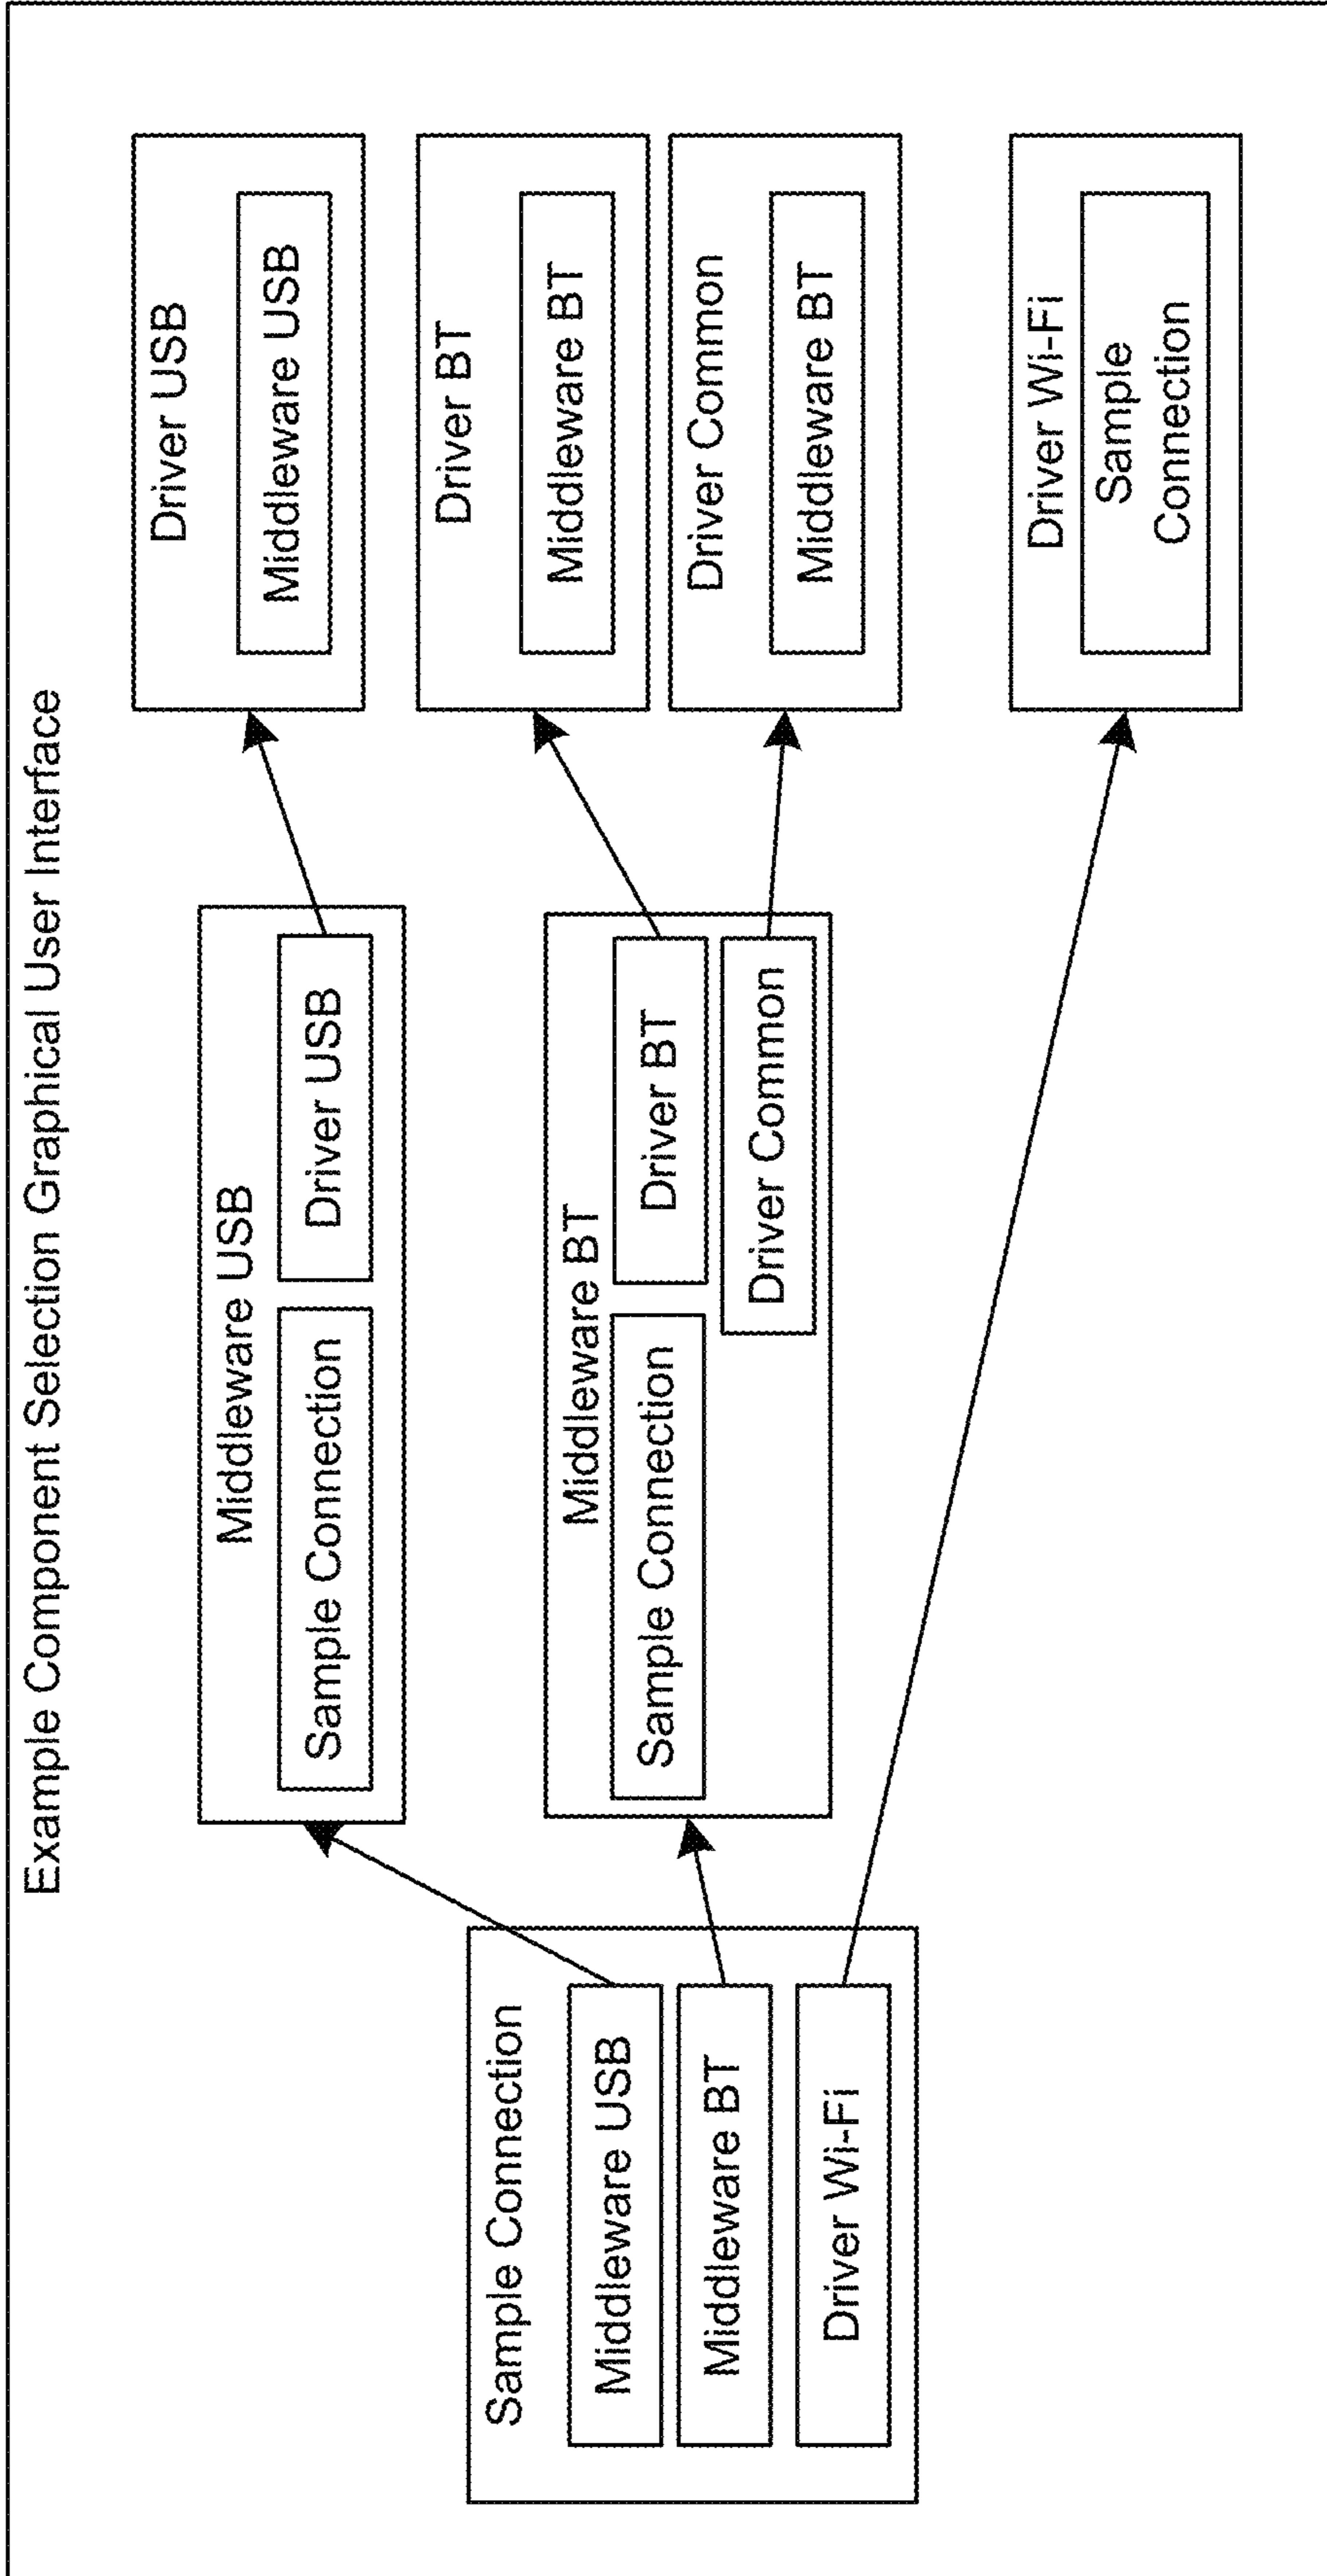 Example Component Selection Graphical User Interface
Sample Connection
Middleware USB
Middleware BT
Driver Wi-Fi
Middleware USB
Sample Connection
Driver USB
Middleware BT
Sample Connection
Driver BT
Driver Common
Driver USB
Middleware USB
Driver BT
Middleware BT
Driver Common
Middleware BT
Driver Wi-Fi
Sample
Connection